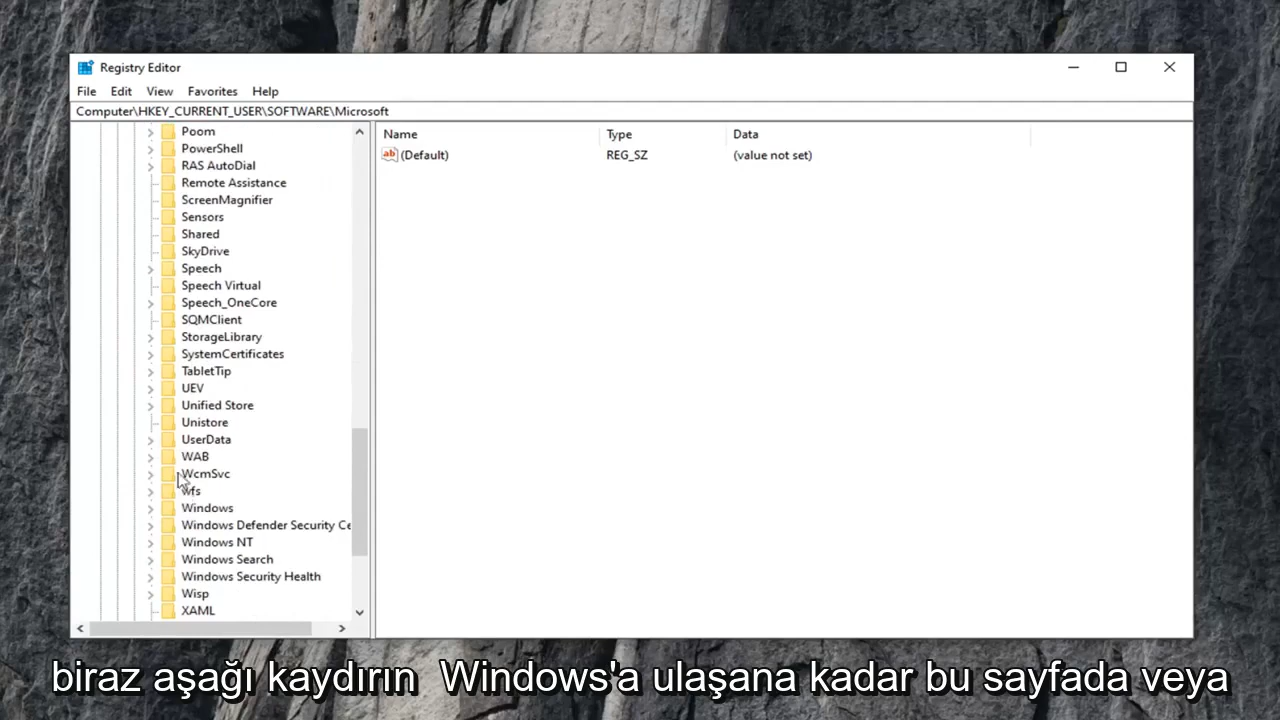 Registry Editor
File Edit View Favorites Help
Computer\HKEY_CURRENT_USER\SOFTWARE\Microsoft
Poom
PowerShell
RAS AutoDial
Remote Assistance
ScreenMagnifier
Sensors
Shared
SkyDrive
Speech
Speech Virtual
Speech_OneCore
SQMClient
StorageLibrary
SystemCertificates
TabletTip
UEV
Unified Store
Unistore
UserData
WAB
WcmSvc
wfs
Windows
Windows Defender Security Ce
Windows NT
Windows Search
Windows Security Health
Wisp
XAML
Name Type Data
ab (Default) REG_SZ (value not set)
biraz aşağı kaydırın Windows'a ulaşana kadar bu sayfada veya